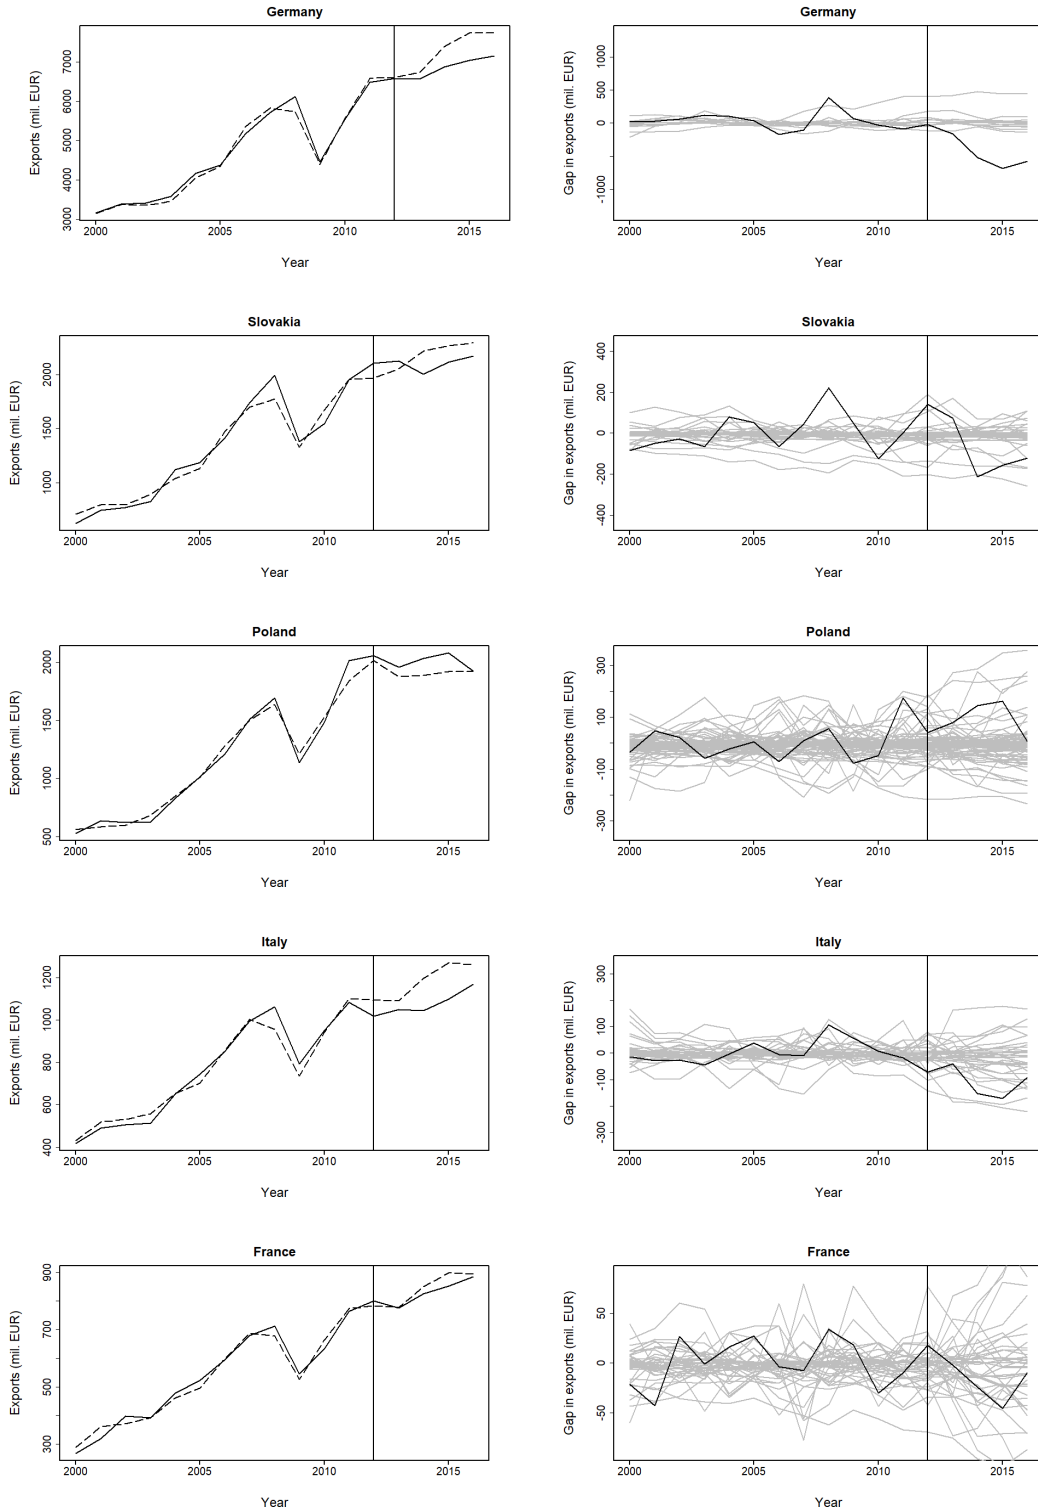 Germany
Exports (mil. EUR)
7000
6000
5000
4000
3000
2000 2005 2010 2015
Year
Germany
Gap in exports (mil. EUR)
1000
500
0
-1000
2000 2005 2010 2015
Year
Slovakia
Exports (mil. EUR)
2000
1500
1000
2000 2005 2010 2015
Year
Slovakia
Gap in exports (mil. EUR)
400
200
0
-200
-400
2000 2005 2010 2015
Year
Poland
Exports (mil. EUR)
2000
1500
1000
500
2000 2005 2010 2015
Year
Poland
Gap in exports (mil. EUR)
300
100
-100
-300
2000 2005 2010 2015
Year
Italy
Exports (mil. EUR)
1200
1000
800
600
400
2000 2005 2010 2015
Year
Italy
Gap in exports (mil. EUR)
300
100
0
-100
-300
2000 2005 2010 2015
Year
France
Exports (mil. EUR)
900
700
500
300
2000 2005 2010 2015
Year
France
Gap in exports (mil. EUR)
50
0
-50
2000 2005 2010 2015
Year